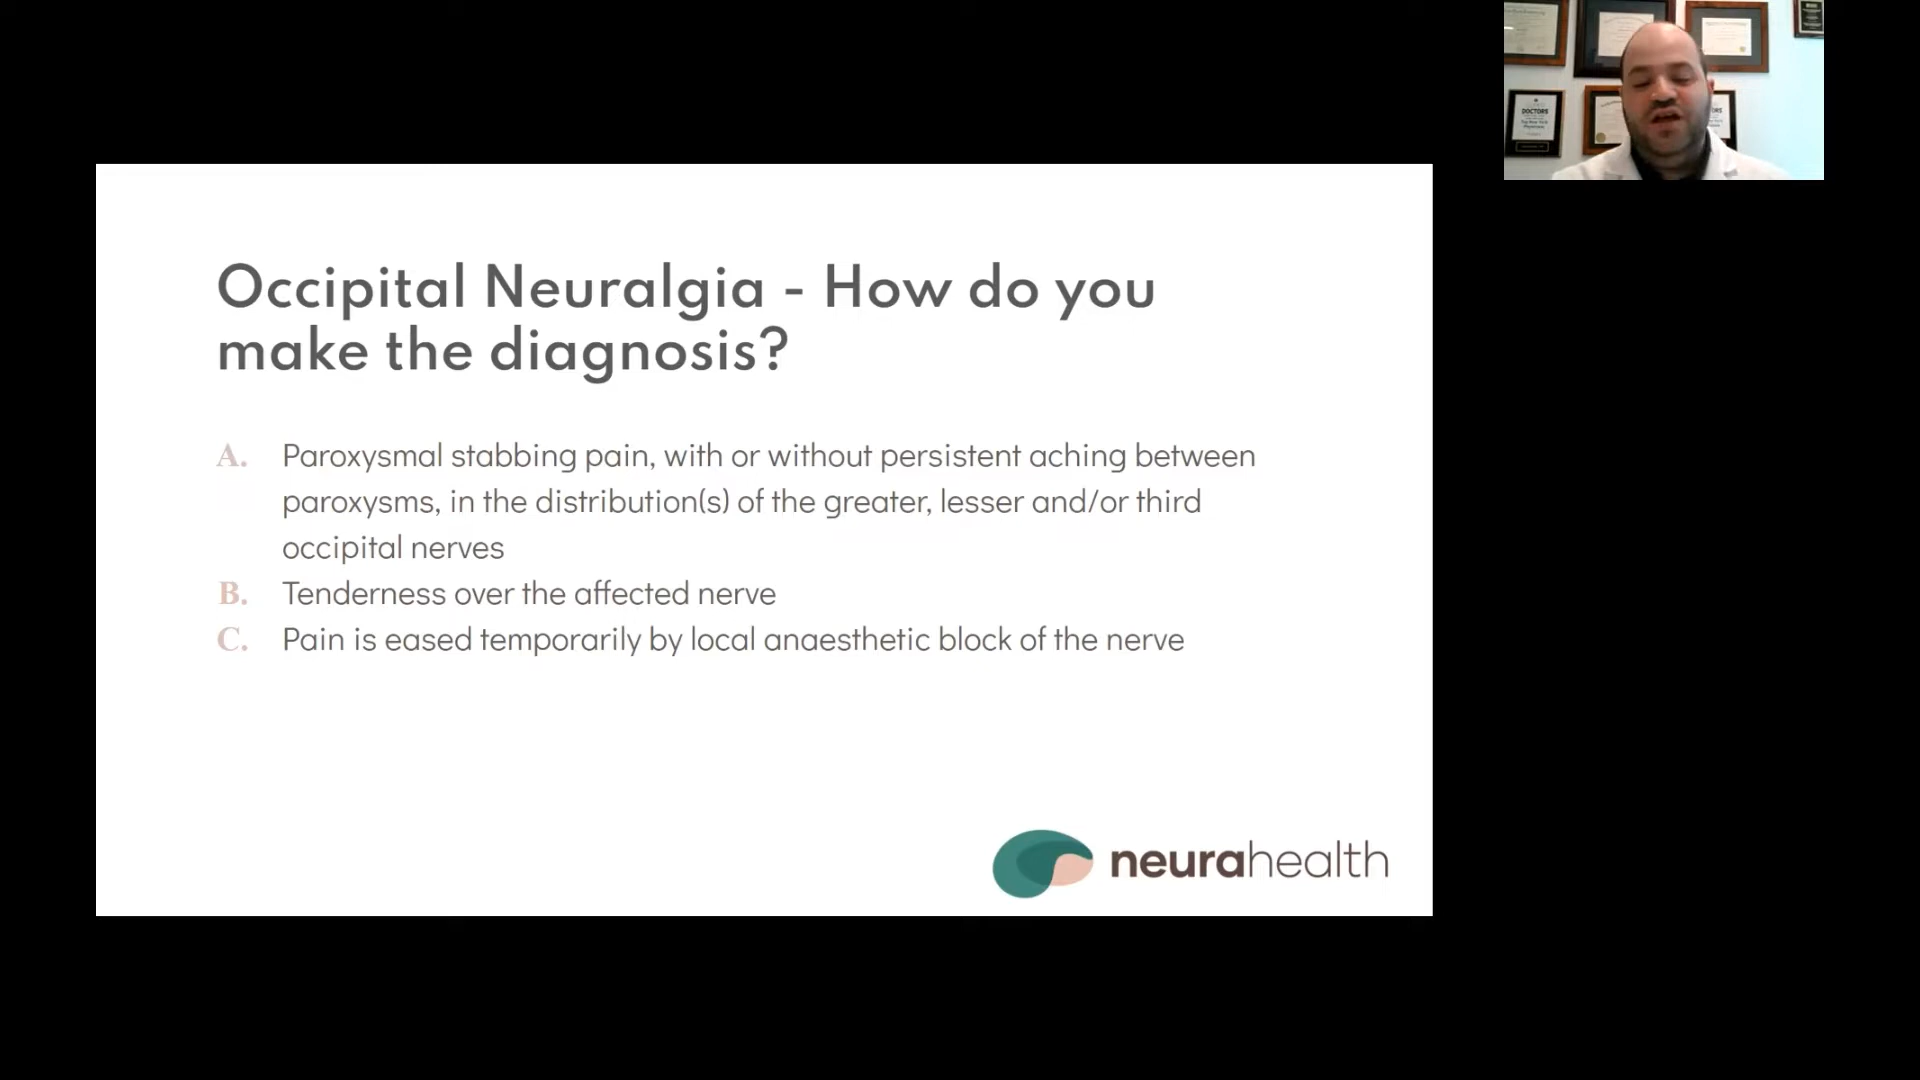 Occipital Neuralgia - How do you
make the diagnosis?
A. Paroxysmal stabbing pain, with or without persistent aching between
paroxysms, in the distribution(s) of the greater, lesser and/or third
occipital nerves
B. Tenderness over the affected nerve
C. Pain is eased temporarily by local anaesthetic block of the nerve
neurahealth
DOCTORS